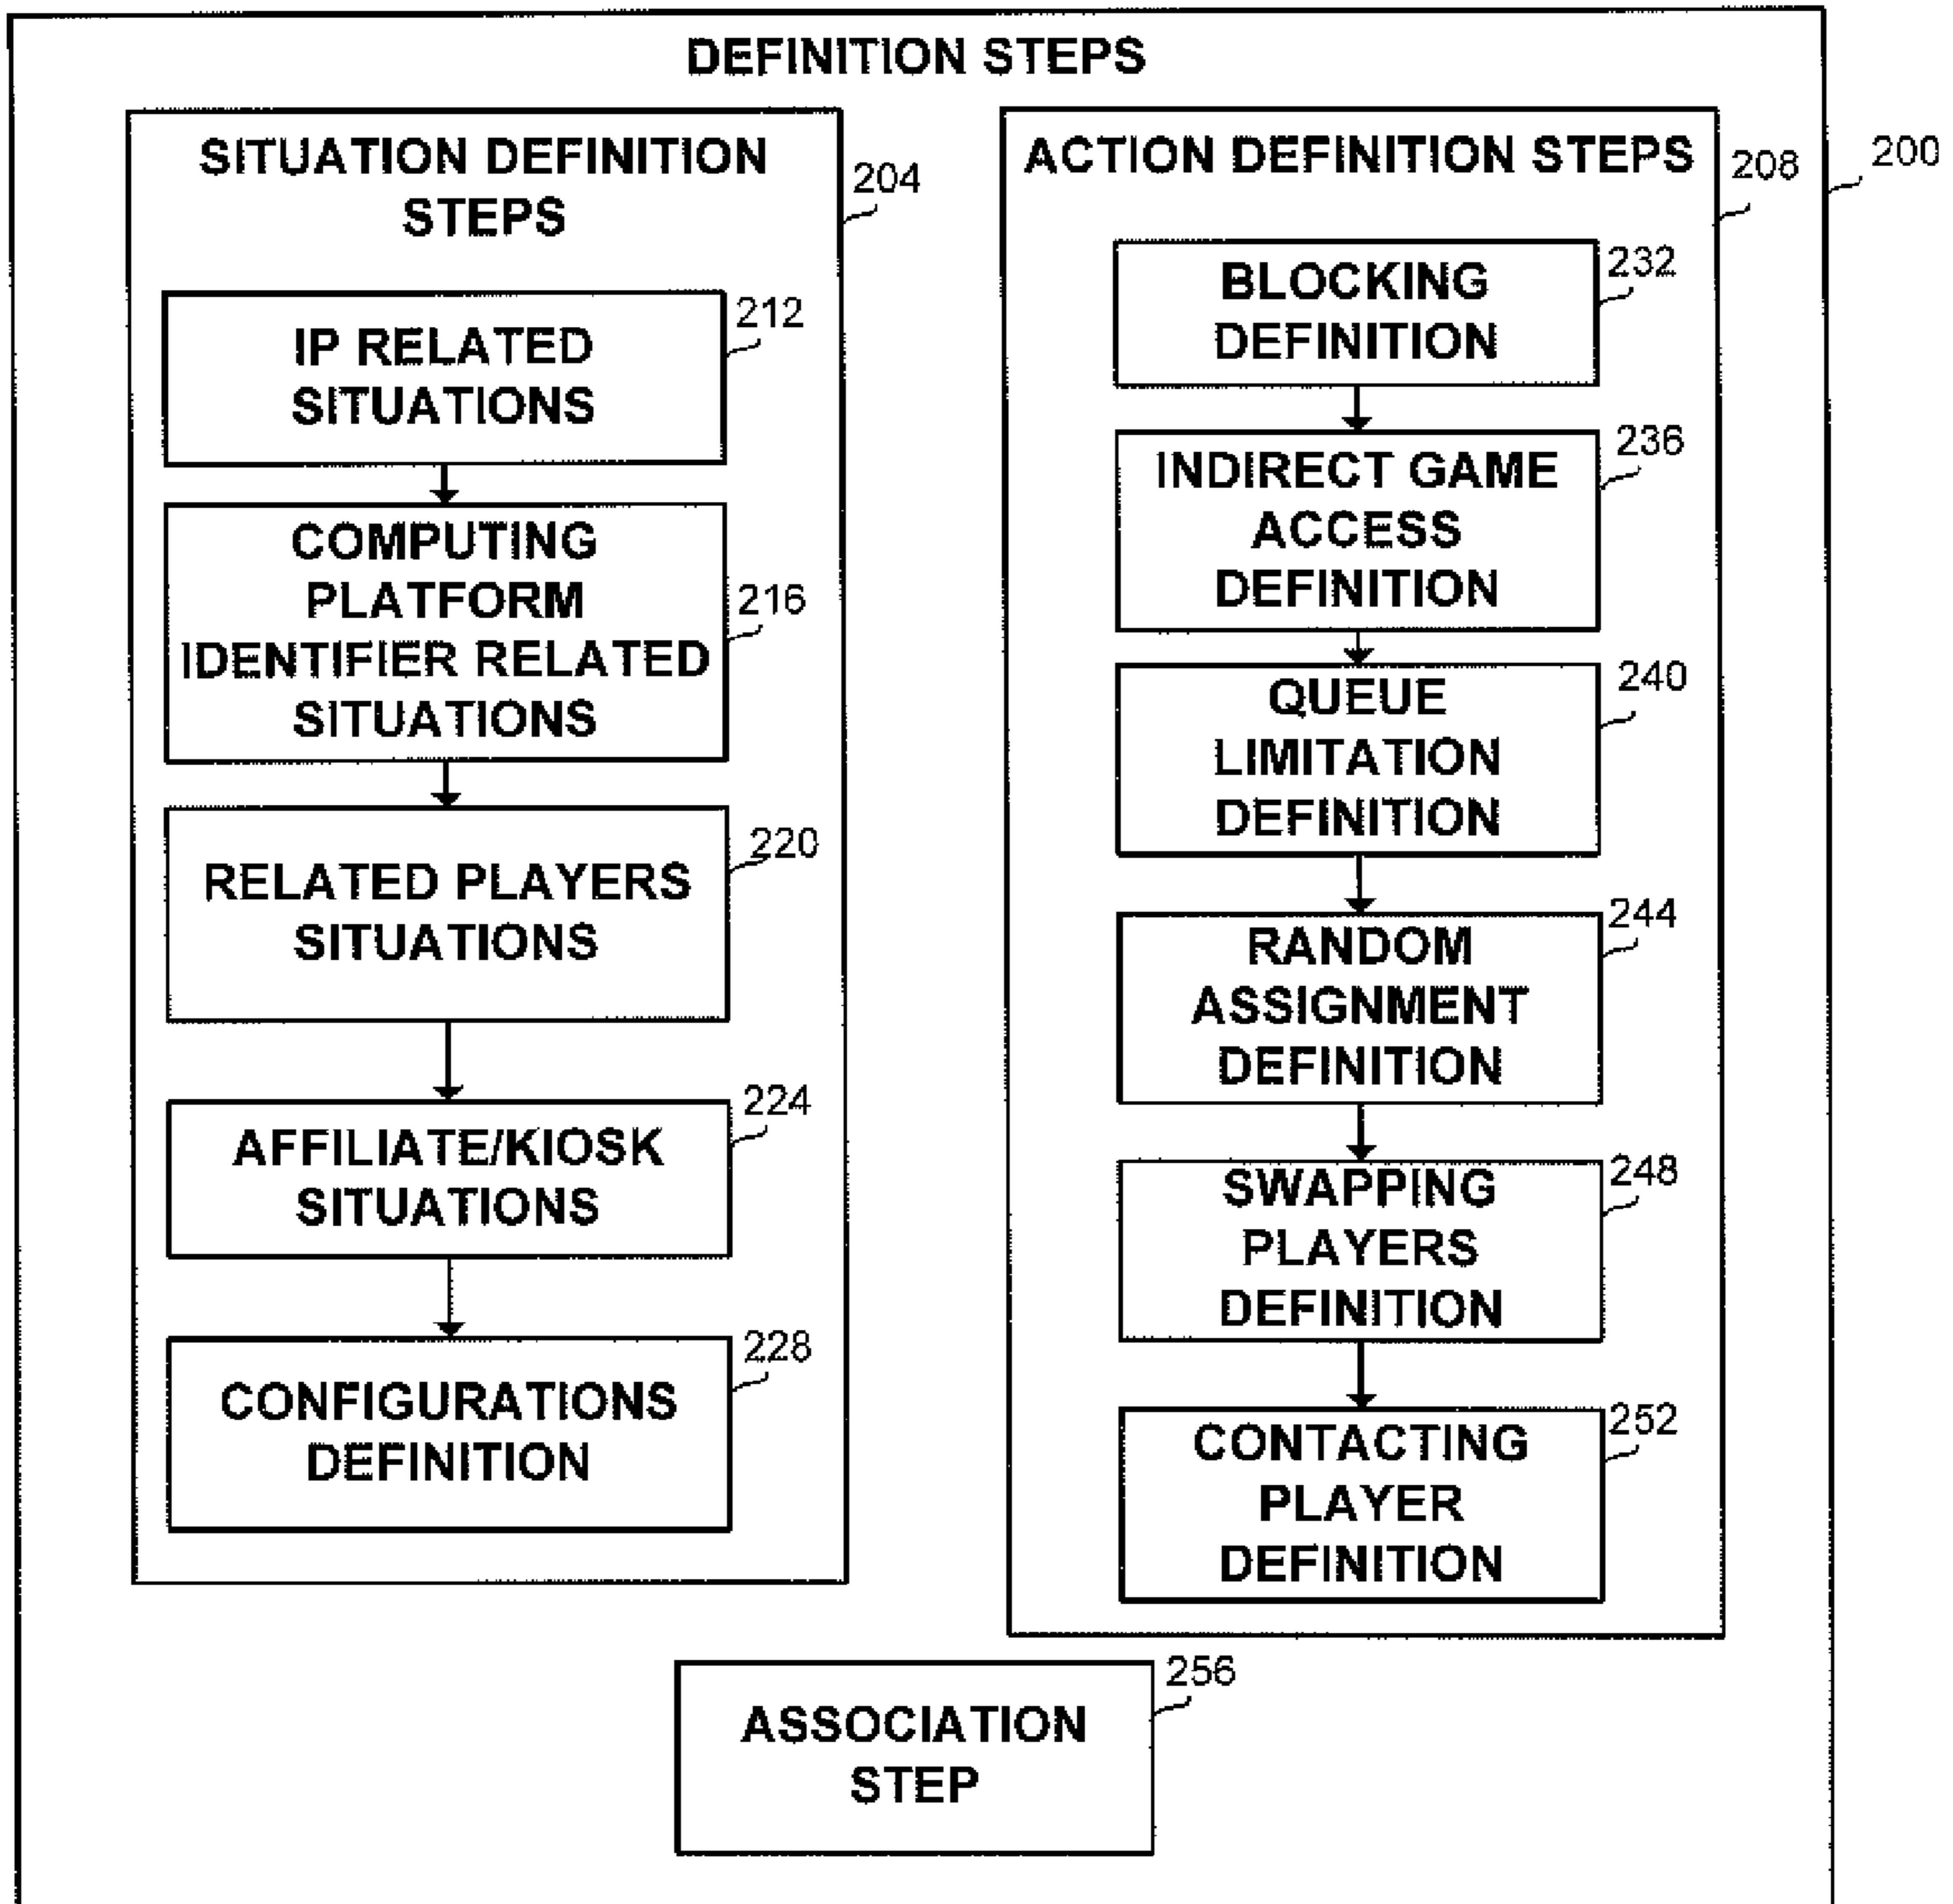 DEFINITION STEPS
200
SITUATION DEFINITION
STEPS
204
IP RELATED
SITUATIONS
212
COMPUTING
PLATFORM
IDENTIFIER RELATED
SITUATIONS
216
RELATED PLAYERS
SITUATIONS
220
AFFILIATE/KIOSK
SITUATIONS
224
CONFIGURATIONS
DEFINITION
228
ACTION DEFINITION STEPS
208
BLOCKING
DEFINITION
232
INDIRECT GAME
ACCESS
DEFINITION
236
QUEUE
LIMITATION
DEFINITION
240
RANDOM
ASSIGNMENT
DEFINITION
244
SWAPPING
PLAYERS
DEFINITION
248
CONTACTING
PLAYER
DEFINITION
252
ASSOCIATION
STEP
256